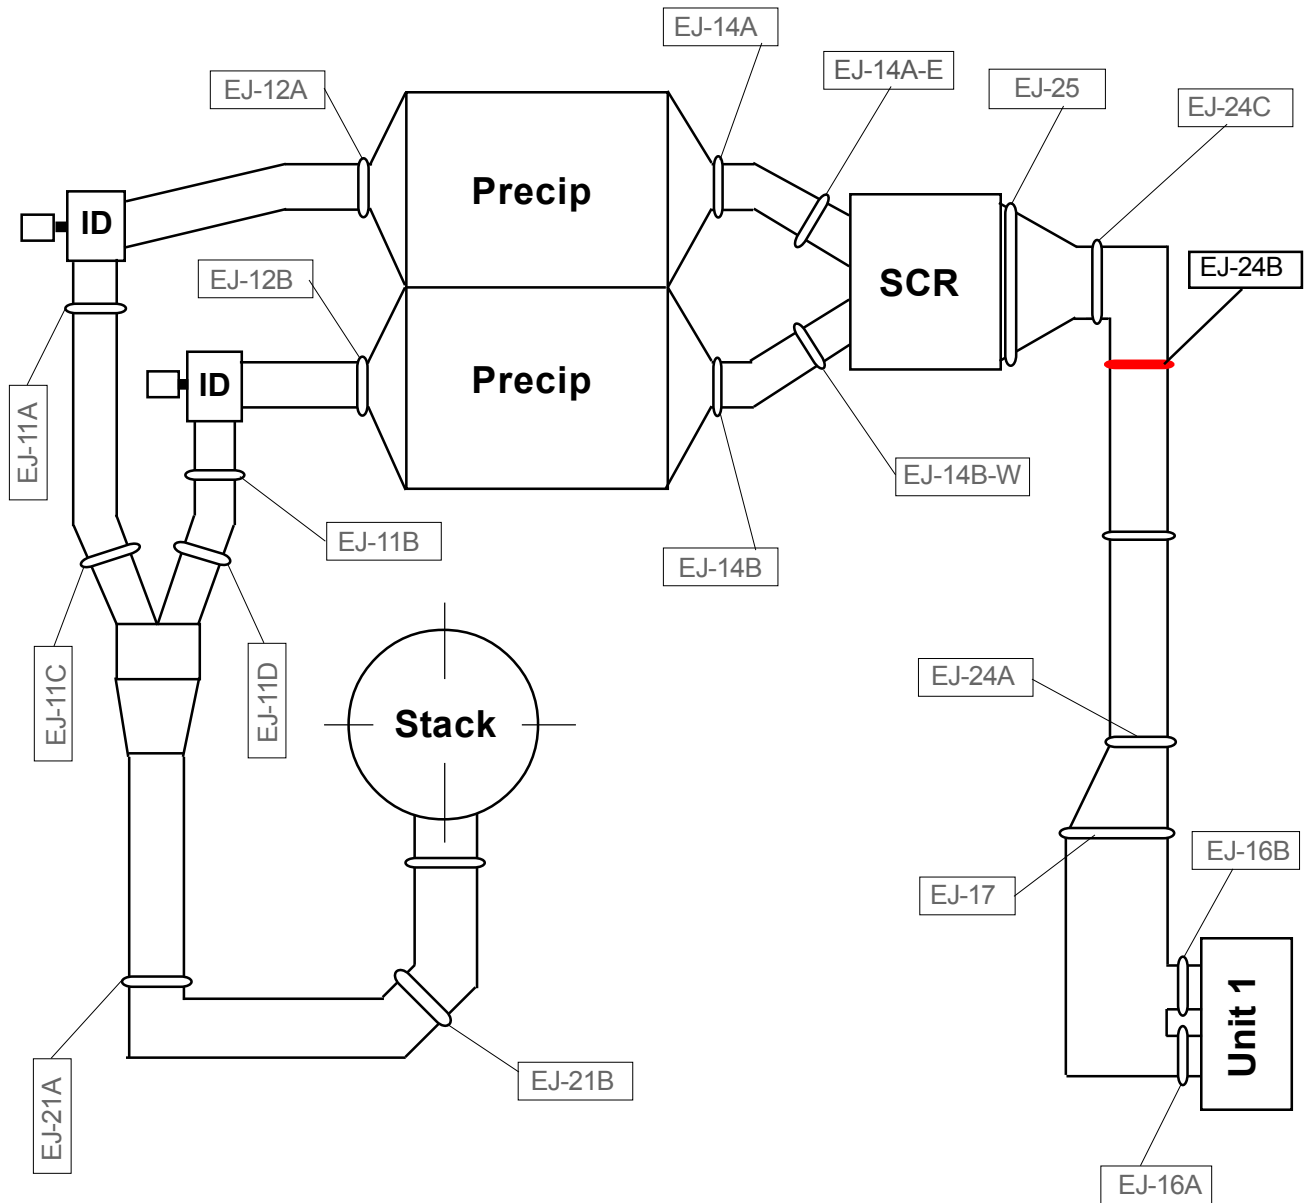 EJ-14A
EJ-14A-E
EJ-25
EJ-12A
EJ-24C
Precip
ID
EJ-12B
EJ-24B
SCR
Precip
ID
EJ-11A
EJ-14B-W
EJ-11B
EJ-14B
EJ-11C
EJ-11D
EJ-24A
Stack
EJ-17
EJ-16B
Unit 1
EJ-21B
EJ-21A
EJ-16A